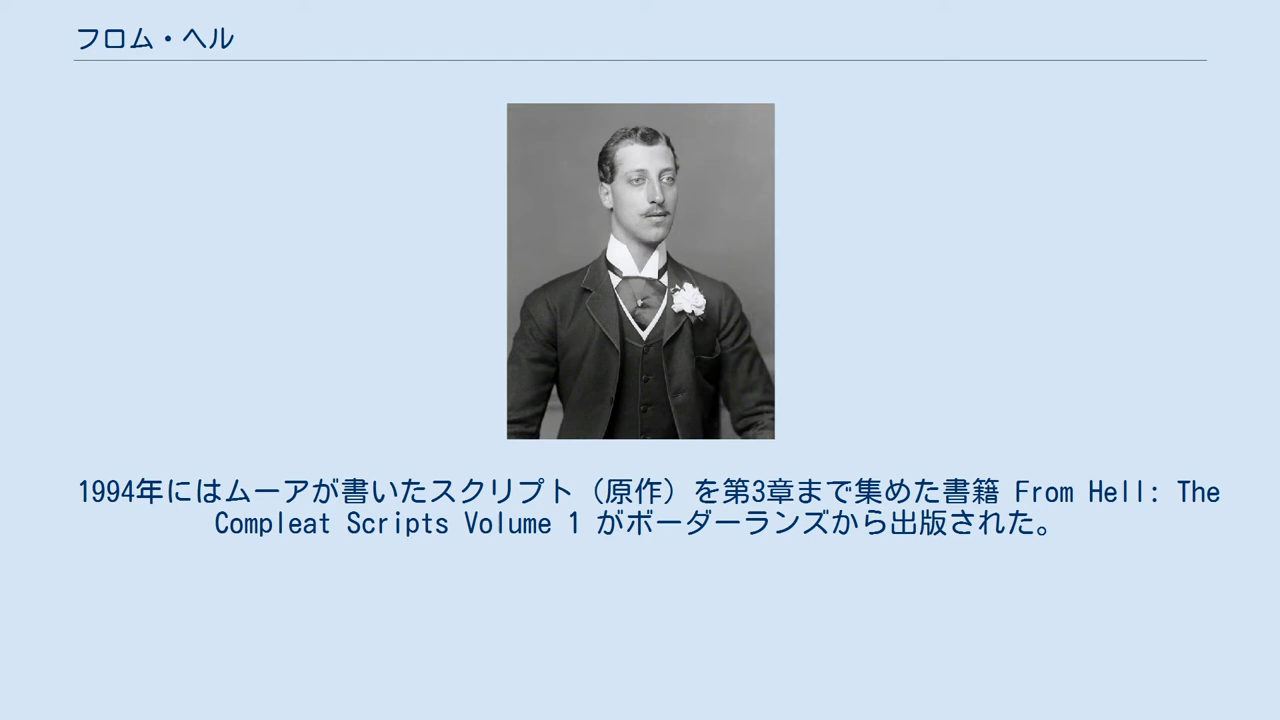 フロム・ヘル
1994年にはムーアが書いたスクリプト（原作）を第3章まで集めた書籍 From Hell: The
Compleat Scripts Volume 1 がボーダーランズから出版された。